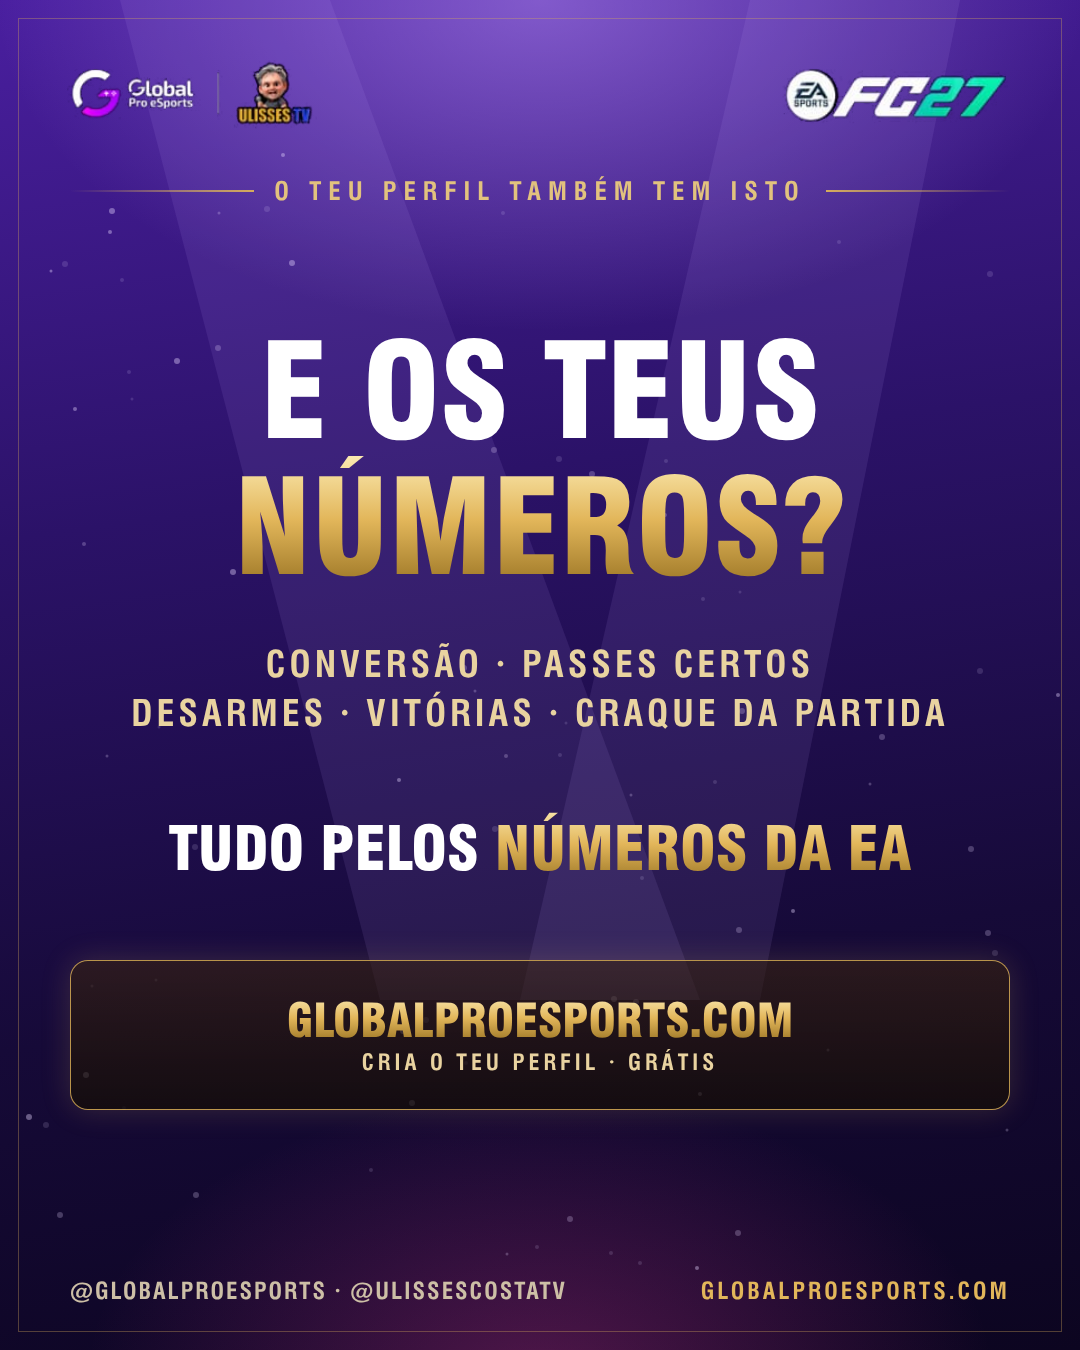 Global
Pro eSports
ULISSES TV
EA
SPORTS
FC27
O TEU PERFIL TAMBÉM TEM ISTO
E OS TEUS
NÚMEROS?
CONVERSÃO · PASSES CERTOS
DESARMES · VITÓRIAS · CRAQUE DA PARTIDA
TUDO PELOS NÚMEROS DA EA
GLOBALPROESPORTS.COM
CRIA O TEU PERFIL · GRÁTIS
@GLOBALPROESPORTS · @ULISSESCOSTATV
GLOBALPROESPORTS.COM